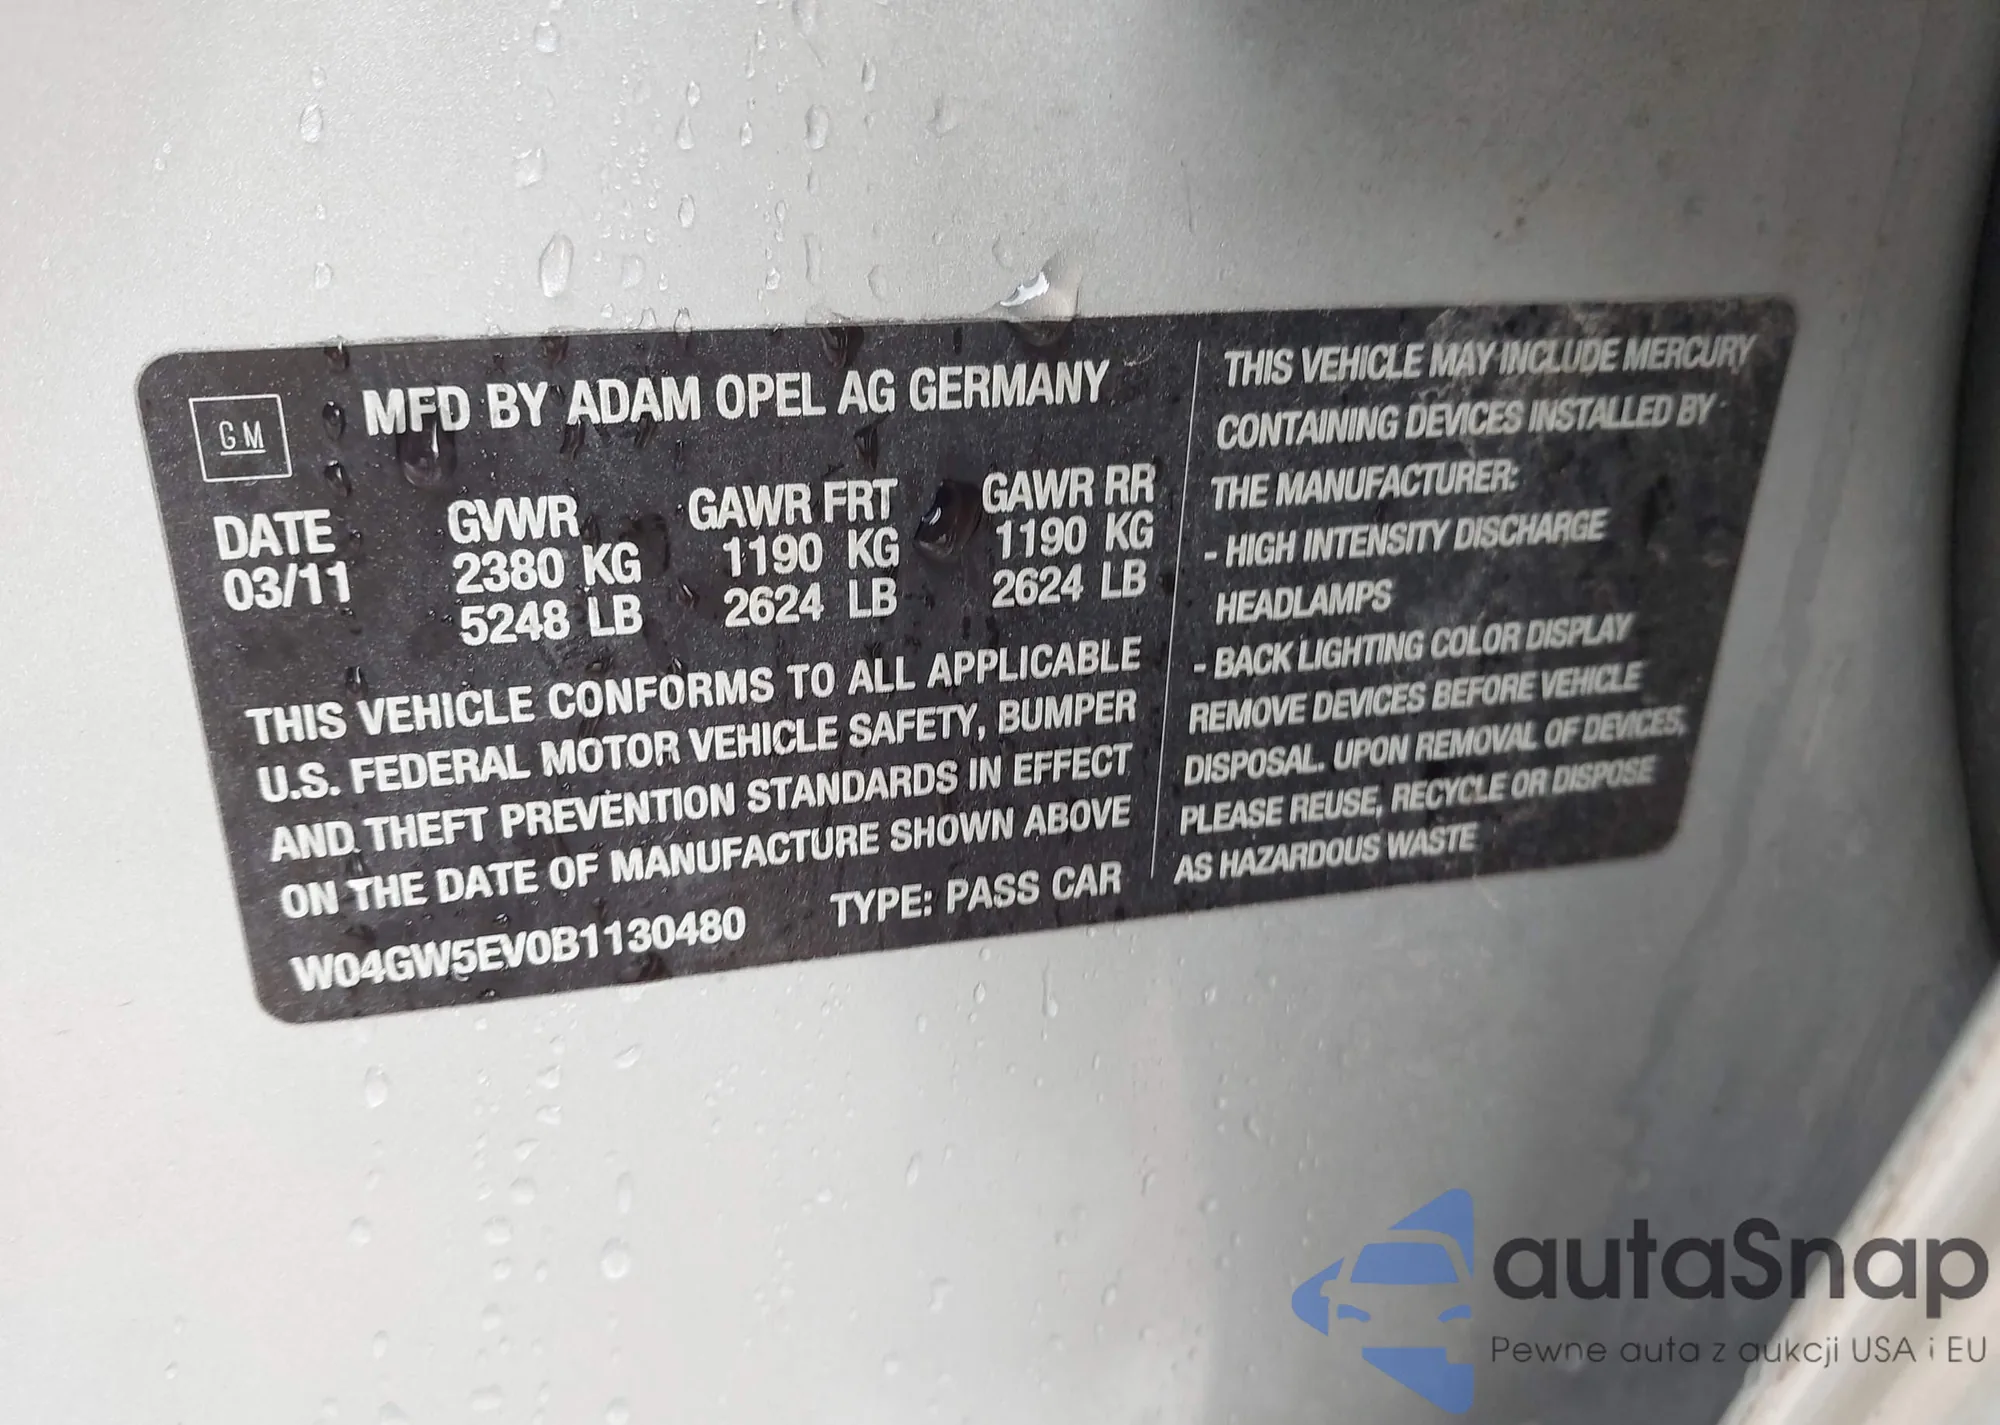 GM
MFD BY ADAM OPEL AG GERMANY
DATE GVWR GAWR FRT GAWR RR
03/11 2380 KG 1190 KG 1190 KG
5248 LB 2624 LB 2624 LB
THIS VEHICLE CONFORMS TO ALL APPLICABLE
U.S. FEDERAL MOTOR VEHICLE SAFETY, BUMPER
AND THEFT PREVENTION STANDARDS IN EFFECT
ON THE DATE OF MANUFACTURE SHOWN ABOVE
W04GW5EV0B1130480 TYPE: PASS CAR
THIS VEHICLE MAY INCLUDE MERCURY
CONTAINING DEVICES INSTALLED BY
THE MANUFACTURER:
- HIGH INTENSITY DISCHARGE
HEADLAMPS
- BACK LIGHTING COLOR DISPLAY
REMOVE DEVICES BEFORE VEHICLE
DISPOSAL. UPON REMOVAL OF DEVICES,
PLEASE REUSE, RECYCLE OR DISPOSE
AS HAZARDOUS WASTE
autaSnap
Pewne auta z aukcji USA i EU